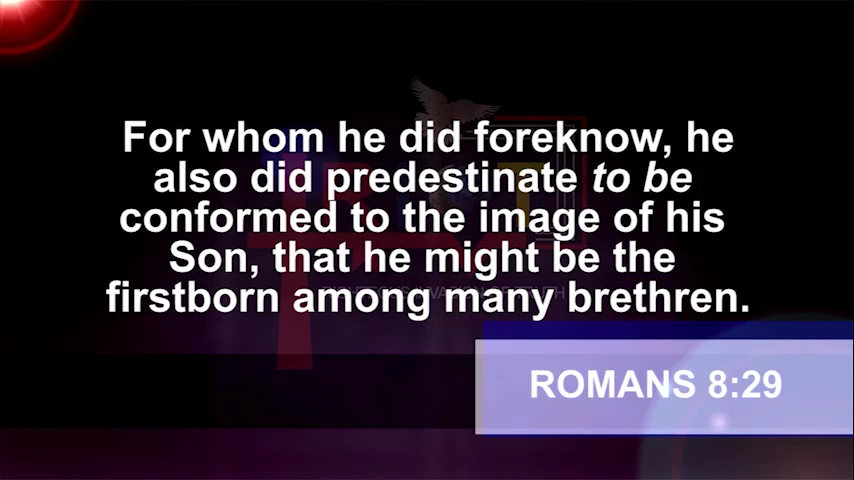 For whom he did foreknow, he
also did predestinate to be
conformed to the image of his
Son, that he might be the
firstborn among many brethren.
ROMANS 8:29